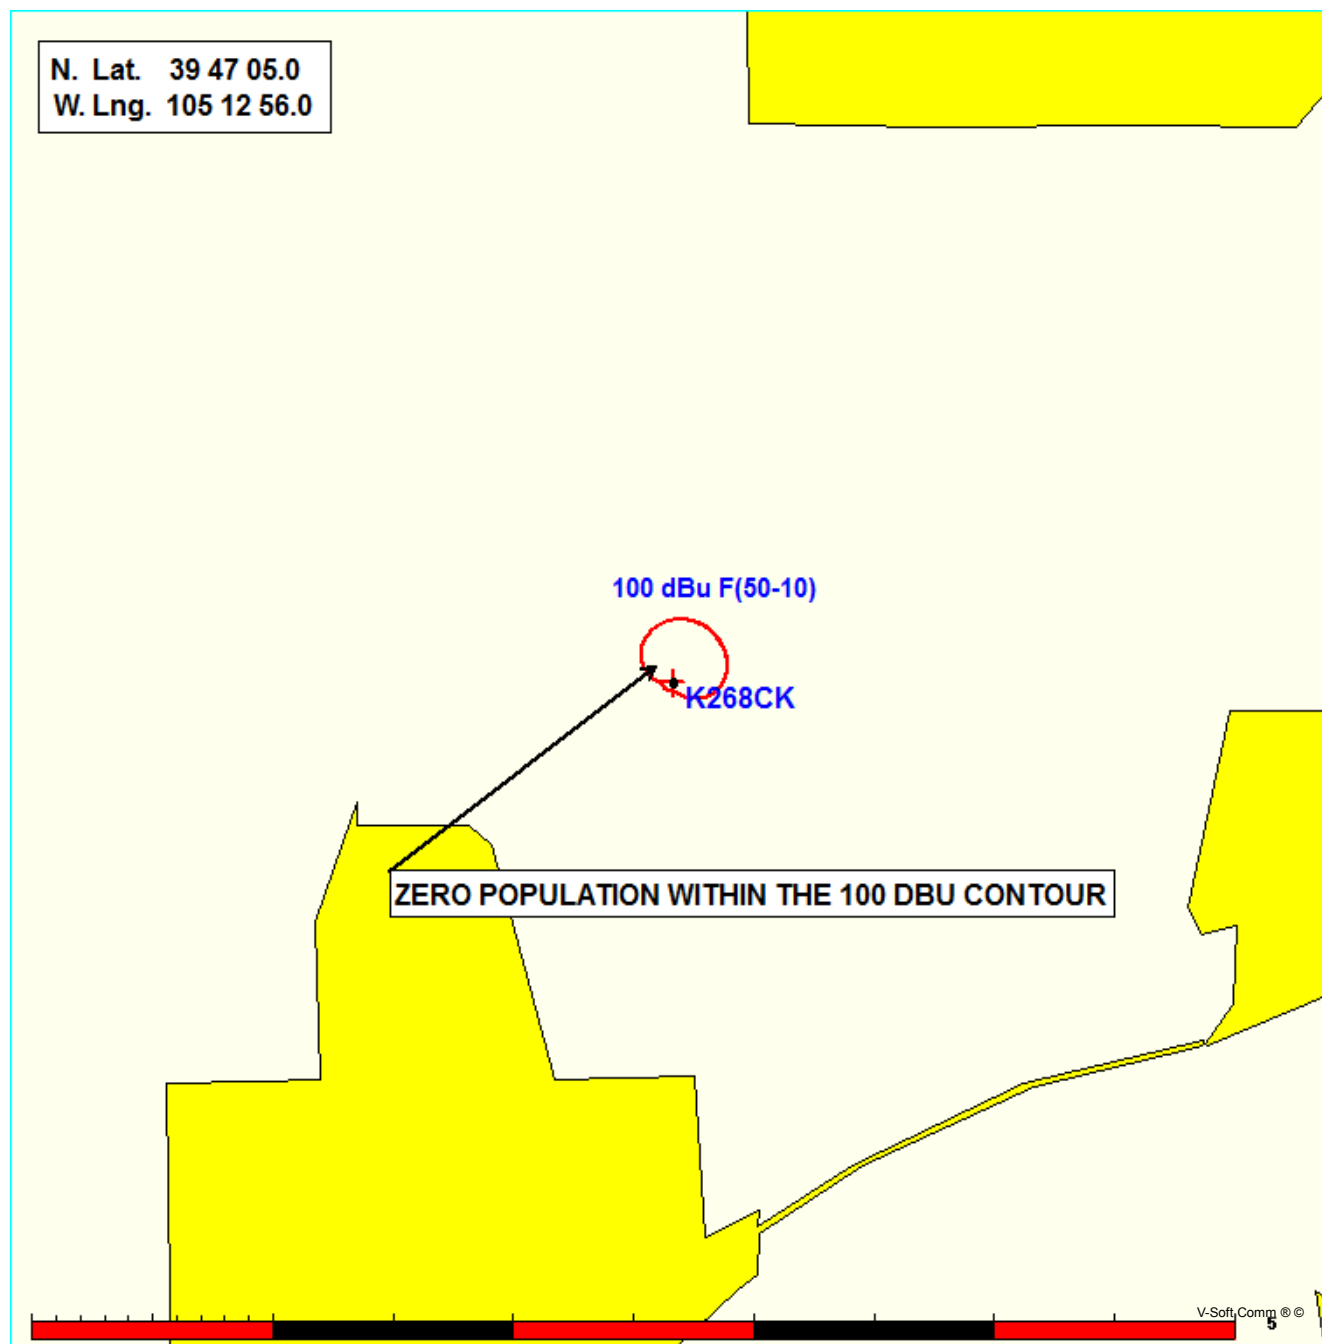 N. Lat. 39 47 05.0
W. Lng. 105 12 56.0
100 dBu F(50-10)
K268CK
ZERO POPULATION WITHIN THE 100 DBU CONTOUR
V-Soft Comm ® ©
5